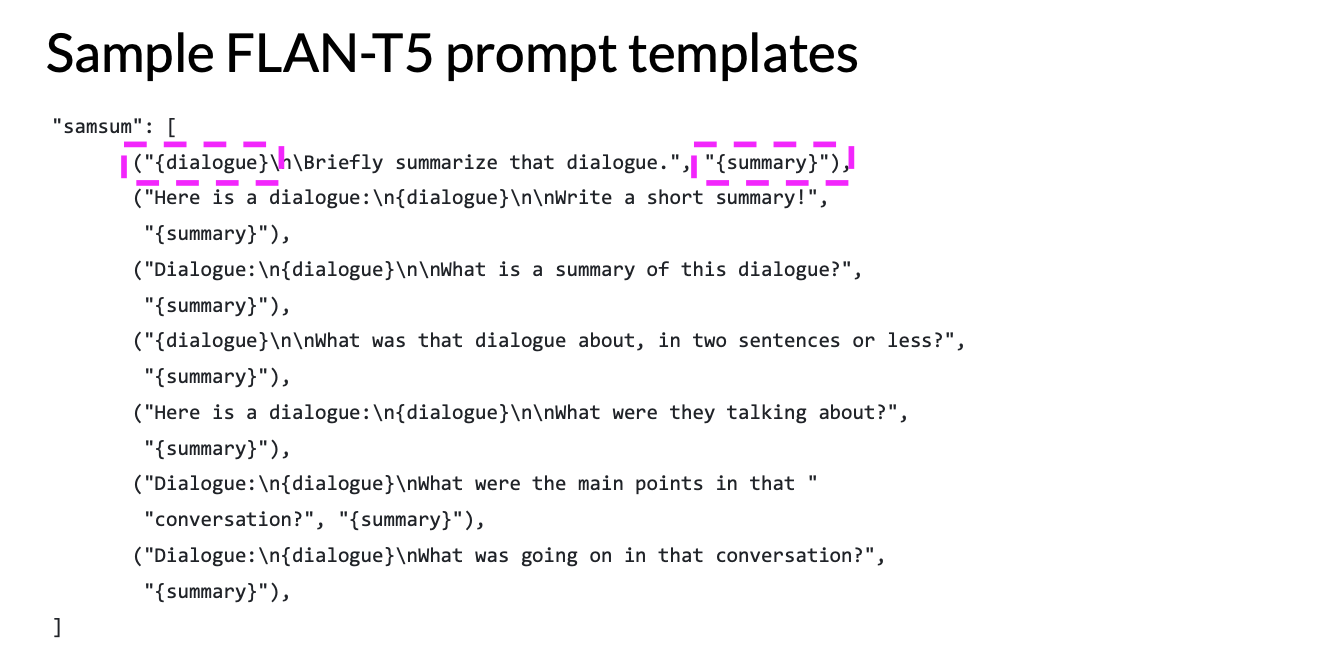 Sample FLAN-T5 prompt templates
"samsum": [
("{dialogue}\n\Briefly summarize that dialogue.", "{summary}"),
("Here is a dialogue:\n{dialogue}\n\nWrite a short summary!",
"{summary}"),
("Dialogue:\n{dialogue}\n\nWhat is a summary of this dialogue?",
"{summary}"),
("{dialogue}\n\nWhat was that dialogue about, in two sentences or less?",
"{summary}"),
("Here is a dialogue:\n{dialogue}\n\nWhat were they talking about?",
"{summary}"),
("Dialogue:\n{dialogue}\nWhat were the main points in that "
"conversation?", "{summary}"),
("Dialogue:\n{dialogue}\nWhat was going on in that conversation?",
"{summary}"),
]